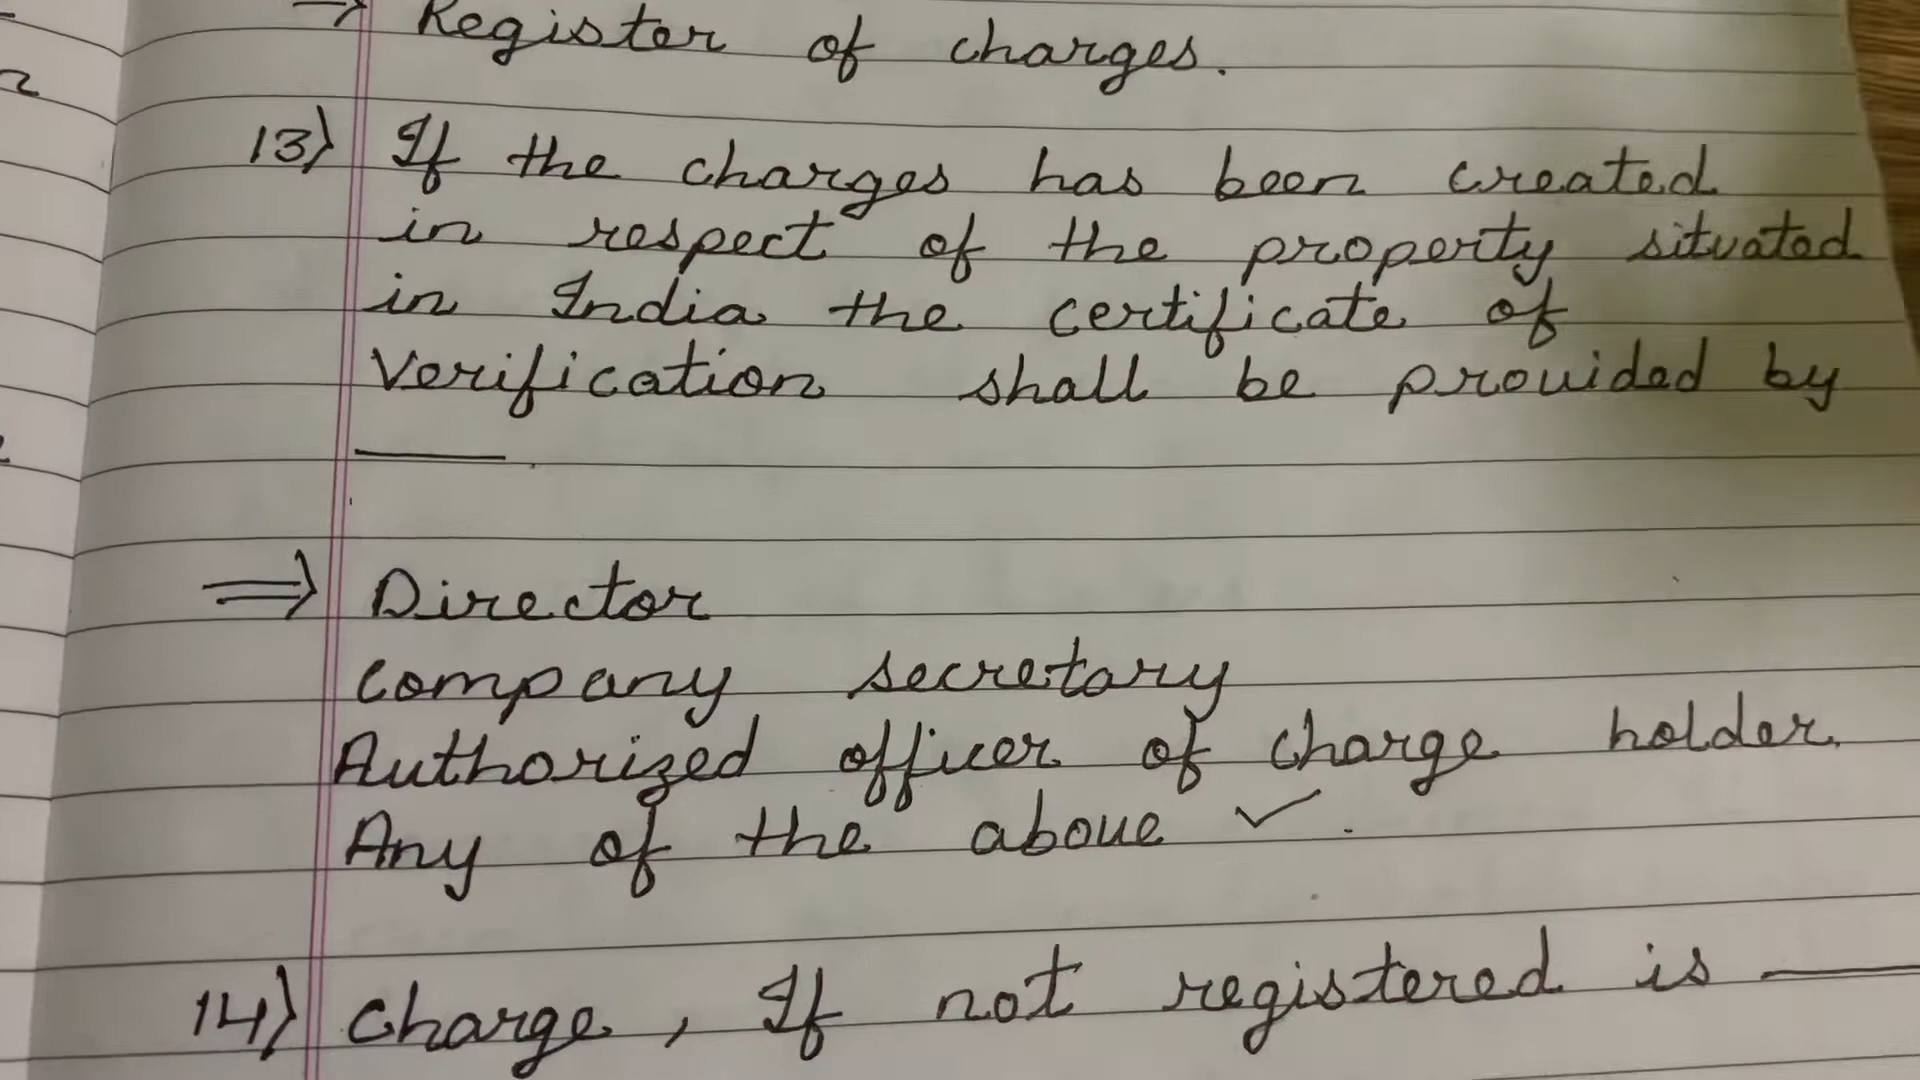 ⇒ Register of charges.
13) If the charges has been created
in respect of the property situated
in India the certificate of
Verification shall be provided by
______.
⇒ Director
company secretary
Authorized officer of charge holder.
Any of the above ✓.
14) charge, If not registered is ______